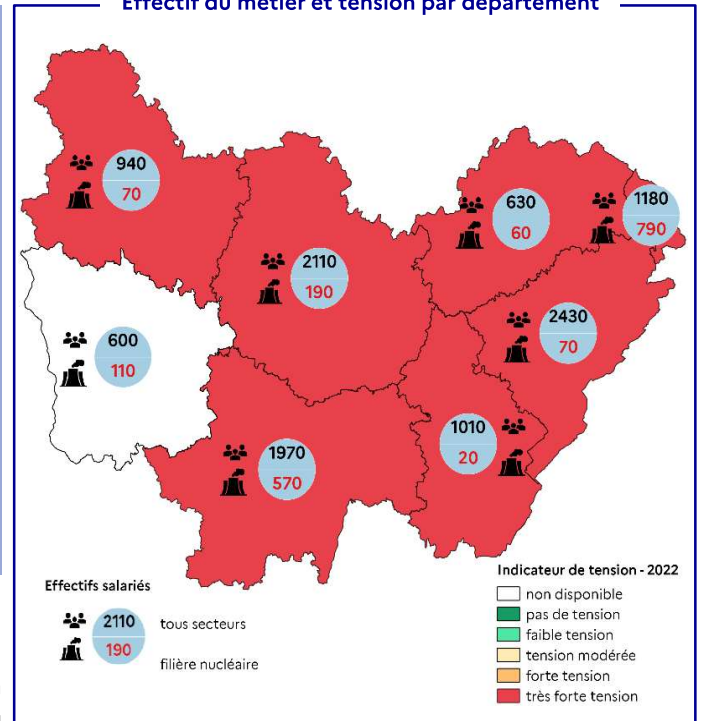 Effectif du métier et tension par département
940
70
630
60
1180
790
2110
190
2430
70
600
110
1010
20
1970
570
Effectifs salariés
2110
190
tous secteurs
filière nucléaire
Indicateur de tension - 2022
non disponible
pas de tension
faible tension
tension modérée
forte tension
très forte tension